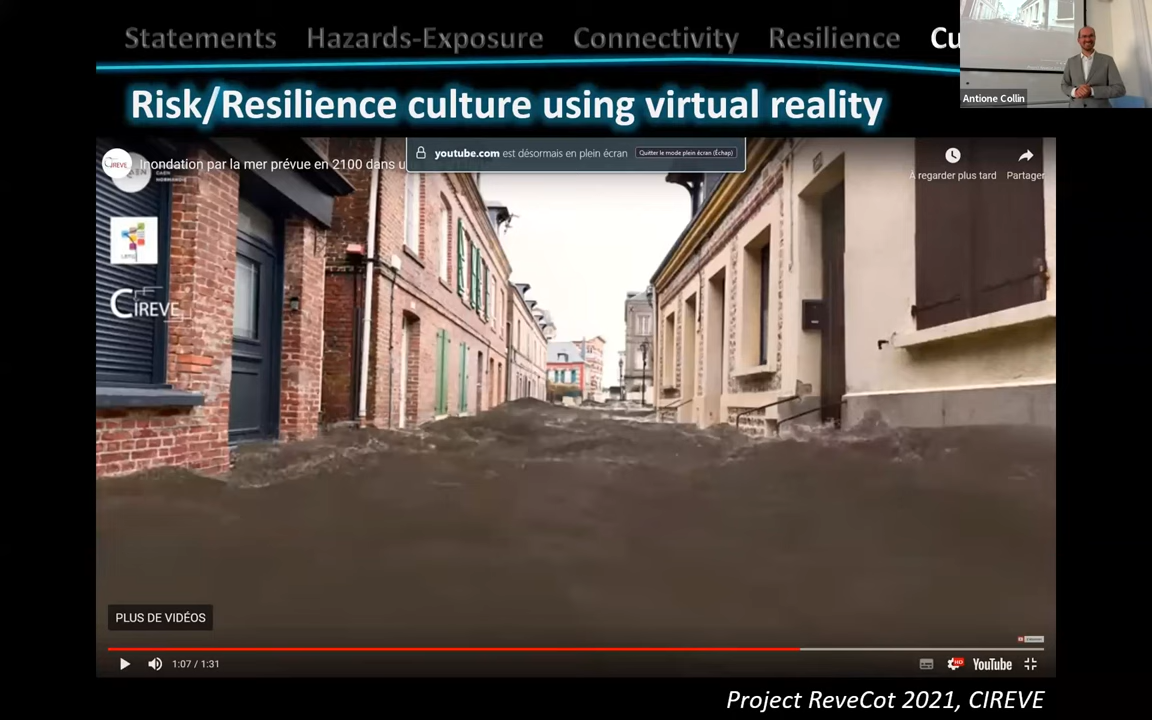 Statements Hazards-Exposure Connectivity Resilience Cu
Antione Collin
Risk/Resilience culture using virtual reality
youtube.com est désormais en plein écran Quitter le mode plein écran (Échap)
CIREVE Inondation par la mer prévue en 2100 dans u
À regarder plus tard Partager
CIREVE
PLUS DE VIDÉOS
1:07 / 1:31
HD YouTube
Project ReveCot 2021, CIREVE